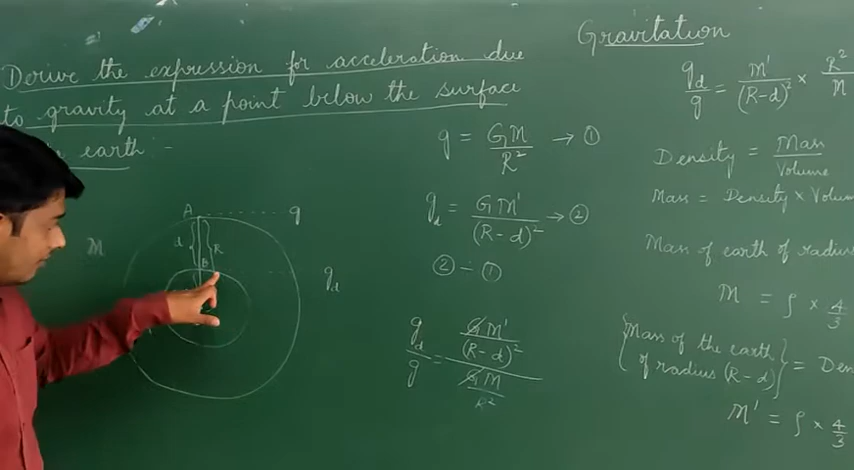 Gravitation
Derive the expression for acceleration due
to gravity at a point below the surface
earth :-
A
g
d
R
B
M
g_d
g = GM/R² → ①
g_d = GM'/(R-d)² → ②
② ÷ ①
g_d/g = (GM'/(R-d)²)/(GM/R²)
g_d/g = M'/(R-d)² × R²/M
Density = Mass/Volume
Mass = Density ×
Mass of earth of radius
M = ρ × 4/3
{Mass of the earth
of radius (R-d)} =
M' = ρ × 4/3